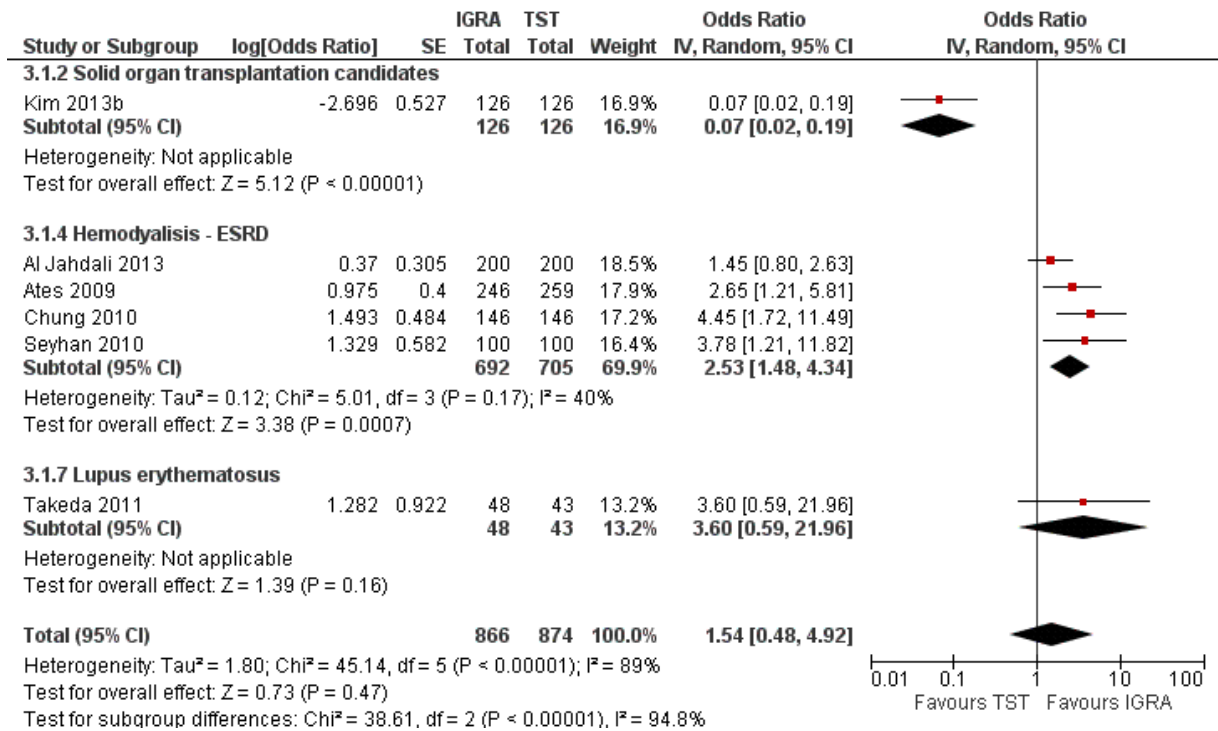 IGRA TST Odds Ratio Odds Ratio
Study or Subgroup log[Odds Ratio] SE Total Total Weight IV, Random, 95% CI IV, Random, 95% CI
3.1.2 Solid organ transplantation candidates
Kim 2013b -2.696 0.527 126 126 16.9% 0.07 [0.02, 0.19]
Subtotal (95% CI) 126 126 16.9% 0.07 [0.02, 0.19]
Heterogeneity: Not applicable
Test for overall effect: Z = 5.12 (P < 0.00001)
3.1.4 Hemodyalisis - ESRD
Al Jahdali 2013 0.37 0.305 200 200 18.5% 1.45 [0.80, 2.63]
Ates 2009 0.975 0.4 246 259 17.9% 2.65 [1.21, 5.81]
Chung 2010 1.493 0.484 146 146 17.2% 4.45 [1.72, 11.49]
Seyhan 2010 1.329 0.582 100 100 16.4% 3.78 [1.21, 11.82]
Subtotal (95% CI) 692 705 69.9% 2.53 [1.48, 4.34]
Heterogeneity: Tau² = 0.12; Chi² = 5.01, df = 3 (P = 0.17); I² = 40%
Test for overall effect: Z = 3.38 (P = 0.0007)
3.1.7 Lupus erythematosus
Takeda 2011 1.282 0.922 48 43 13.2% 3.60 [0.59, 21.96]
Subtotal (95% CI) 48 43 13.2% 3.60 [0.59, 21.96]
Heterogeneity: Not applicable
Test for overall effect: Z = 1.39 (P = 0.16)
Total (95% CI) 866 874 100.0% 1.54 [0.48, 4.92]
Heterogeneity: Tau² = 1.80; Chi² = 45.14, df = 5 (P < 0.00001); I² = 89%
Test for overall effect: Z = 0.73 (P = 0.47)
Test for subgroup differences: Chi² = 38.61, df = 2 (P < 0.00001), I² = 94.8%
0.01 0.1 1 10 100
Favours TST Favours IGRA